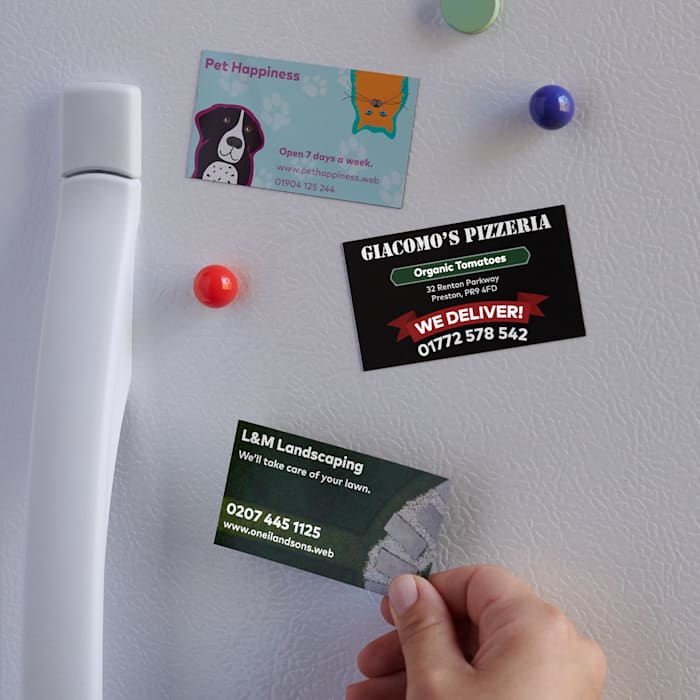 Pet Happiness
Open 7 days a week.
www.pethappiness.web
01904 125 244
GIACOMO'S PIZZERIA
Organic Tomatoes
32 Renton Parkway
Preston, PR9 4FD
WE DELIVER!
01772 578 542
L&M Landscaping
We'll take care of your lawn.
0207 445 1125
www.oneilandsons.web